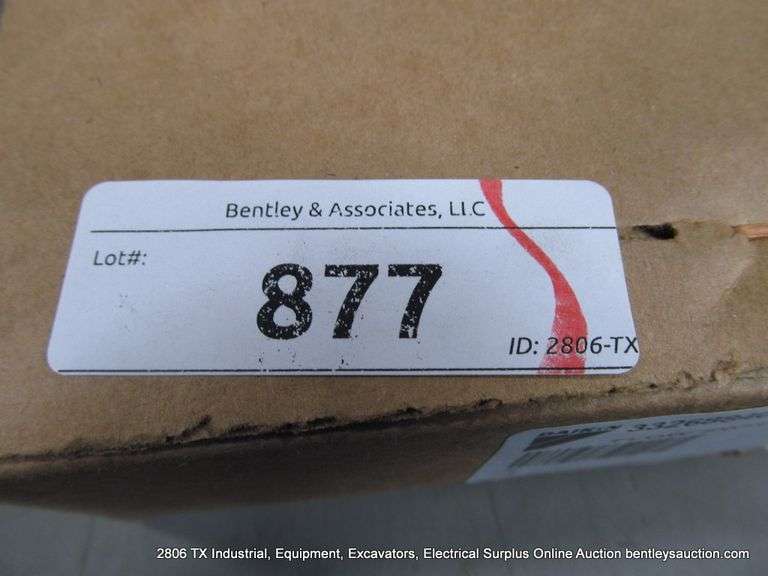 Bentley & Associates, LLC
Lot#:
877
ID: 2806-TX
2806 TX Industrial, Equipment, Excavators, Electrical Surplus Online Auction bentleysauction.com